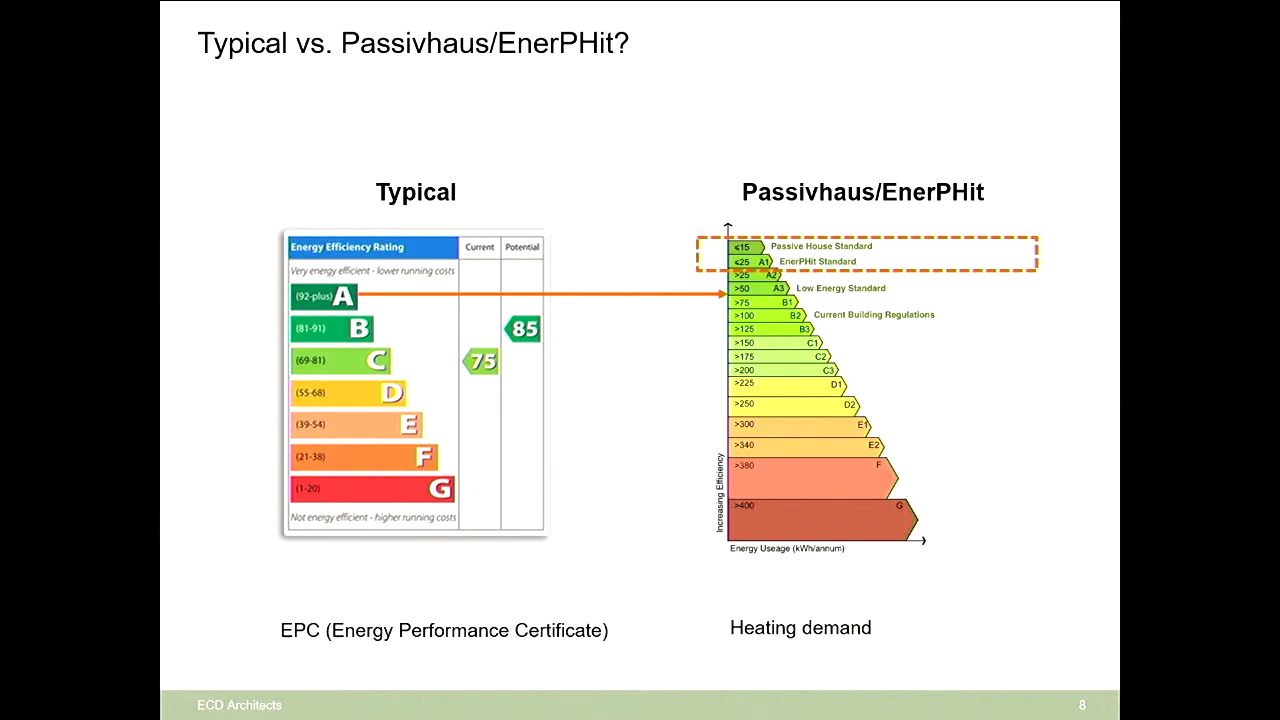 Typical vs. Passivhaus/EnerPHit?
Typical
Energy Efficiency Rating
Current
Potential
Very energy efficient - lower running costs
(92-plus) A
(81-91) B
85
(69-81) C
75
(55-68) D
(39-54) E
(21-38) F
(1-20) G
Not energy efficient - higher running costs
EPC (Energy Performance Certificate)
Passivhaus/EnerPHit
≤15 Passive House Standard
≤25 A1 EnerPHit Standard
>25 A2
>50 A3 Low Energy Standard
>75 B1
>100 B2 Current Building Regulations
>125 B3
>150 C1
>175 C2
>200 C3
>225 D1
>250 D2
>300 E1
>340 E2
>380 F
>400 G
Increasing Efficiency
Energy Useage (kWh/annum)
Heating demand
ECD Architects
8